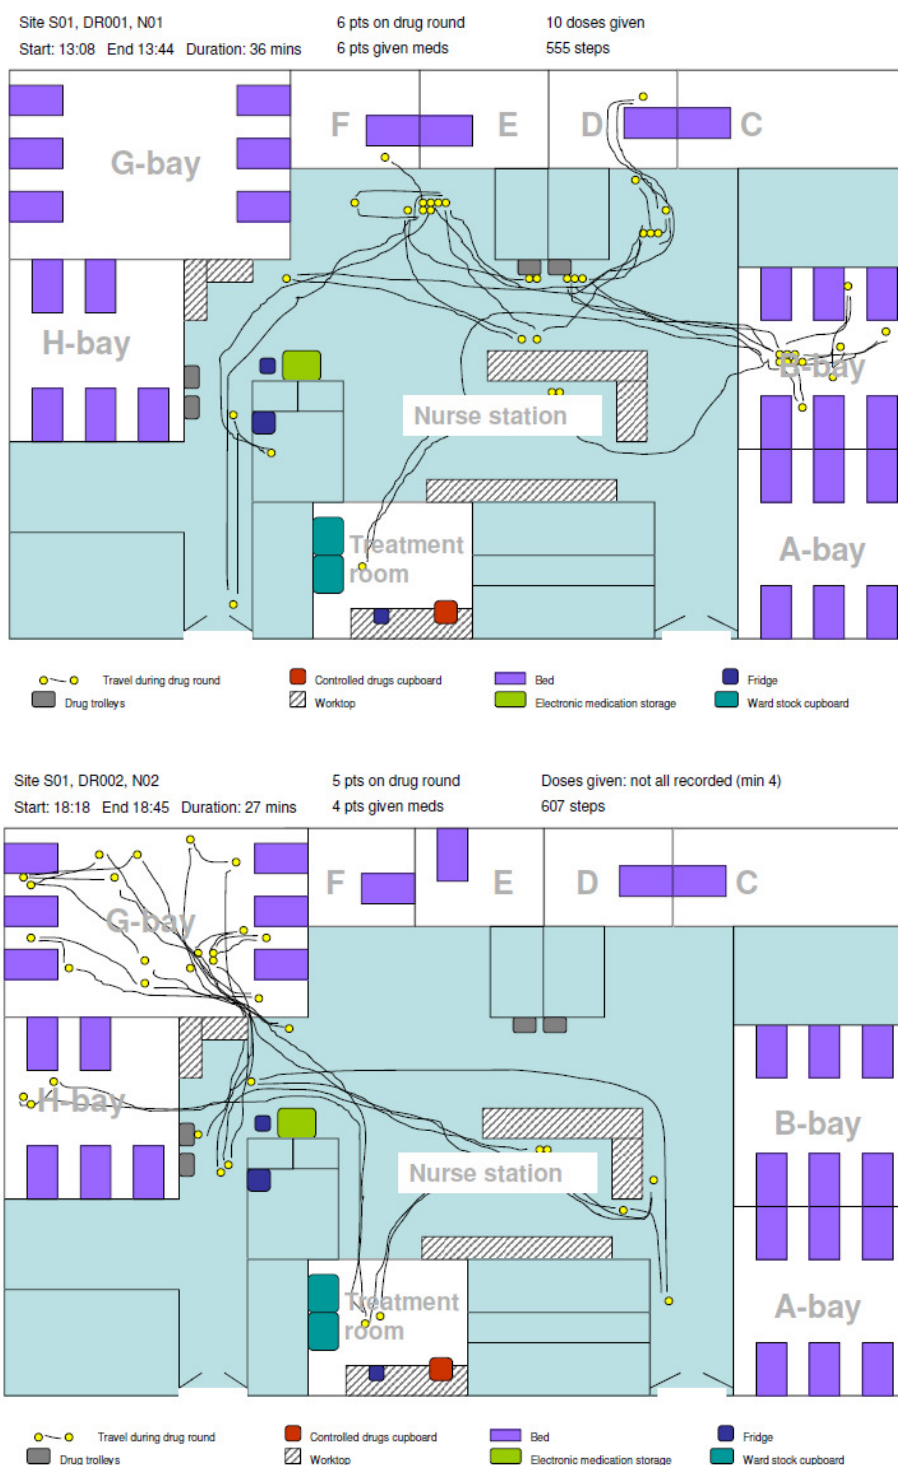 Site S01, DR001, N01 6 pts on drug round 10 doses given
Start: 13:08 End 13:44 Duration: 36 mins 6 pts given meds 555 steps
F E D C
G-bay
H-bay
B-bay
Nurse station
Treatment
room
A-bay
Travel during drug round Controlled drugs cupboard Bed Fridge
Drug trolleys Worktop Electronic medication storage Ward stock cupboard
Site S01, DR002, N02 5 pts on drug round Doses given: not all recorded (min 4)
Start: 18:18 End 18:45 Duration: 27 mins 4 pts given meds 607 steps
F E D C
G-bay
H-bay
B-bay
Nurse station
Treatment
room
A-bay
Travel during drug round Controlled drugs cupboard Bed Fridge
Drug trolleys Worktop Electronic medication storage Ward stock cupboard